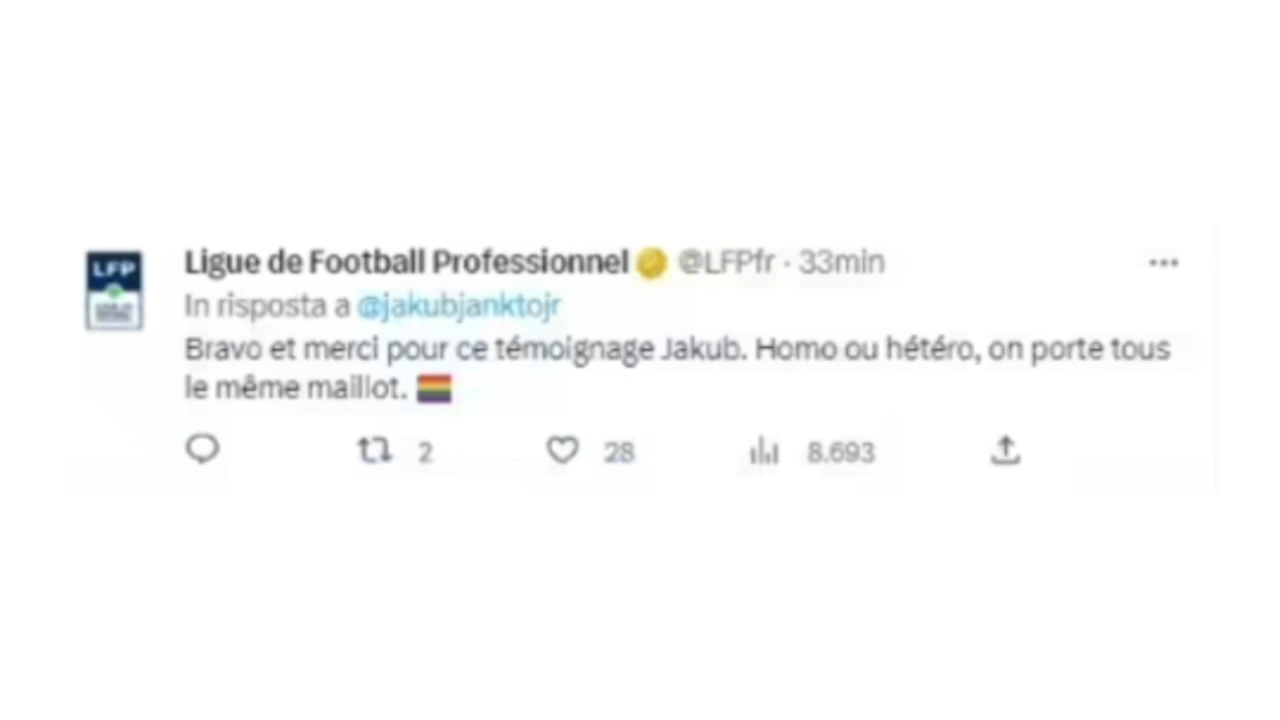 LFP
Ligue de Football Professionnel @LFPfr · 33min
In risposta a @jakubjanktojr
Bravo et merci pour ce témoignage Jakub. Homo ou hétéro, on porte tous
le même maillot.
2 28 8.693